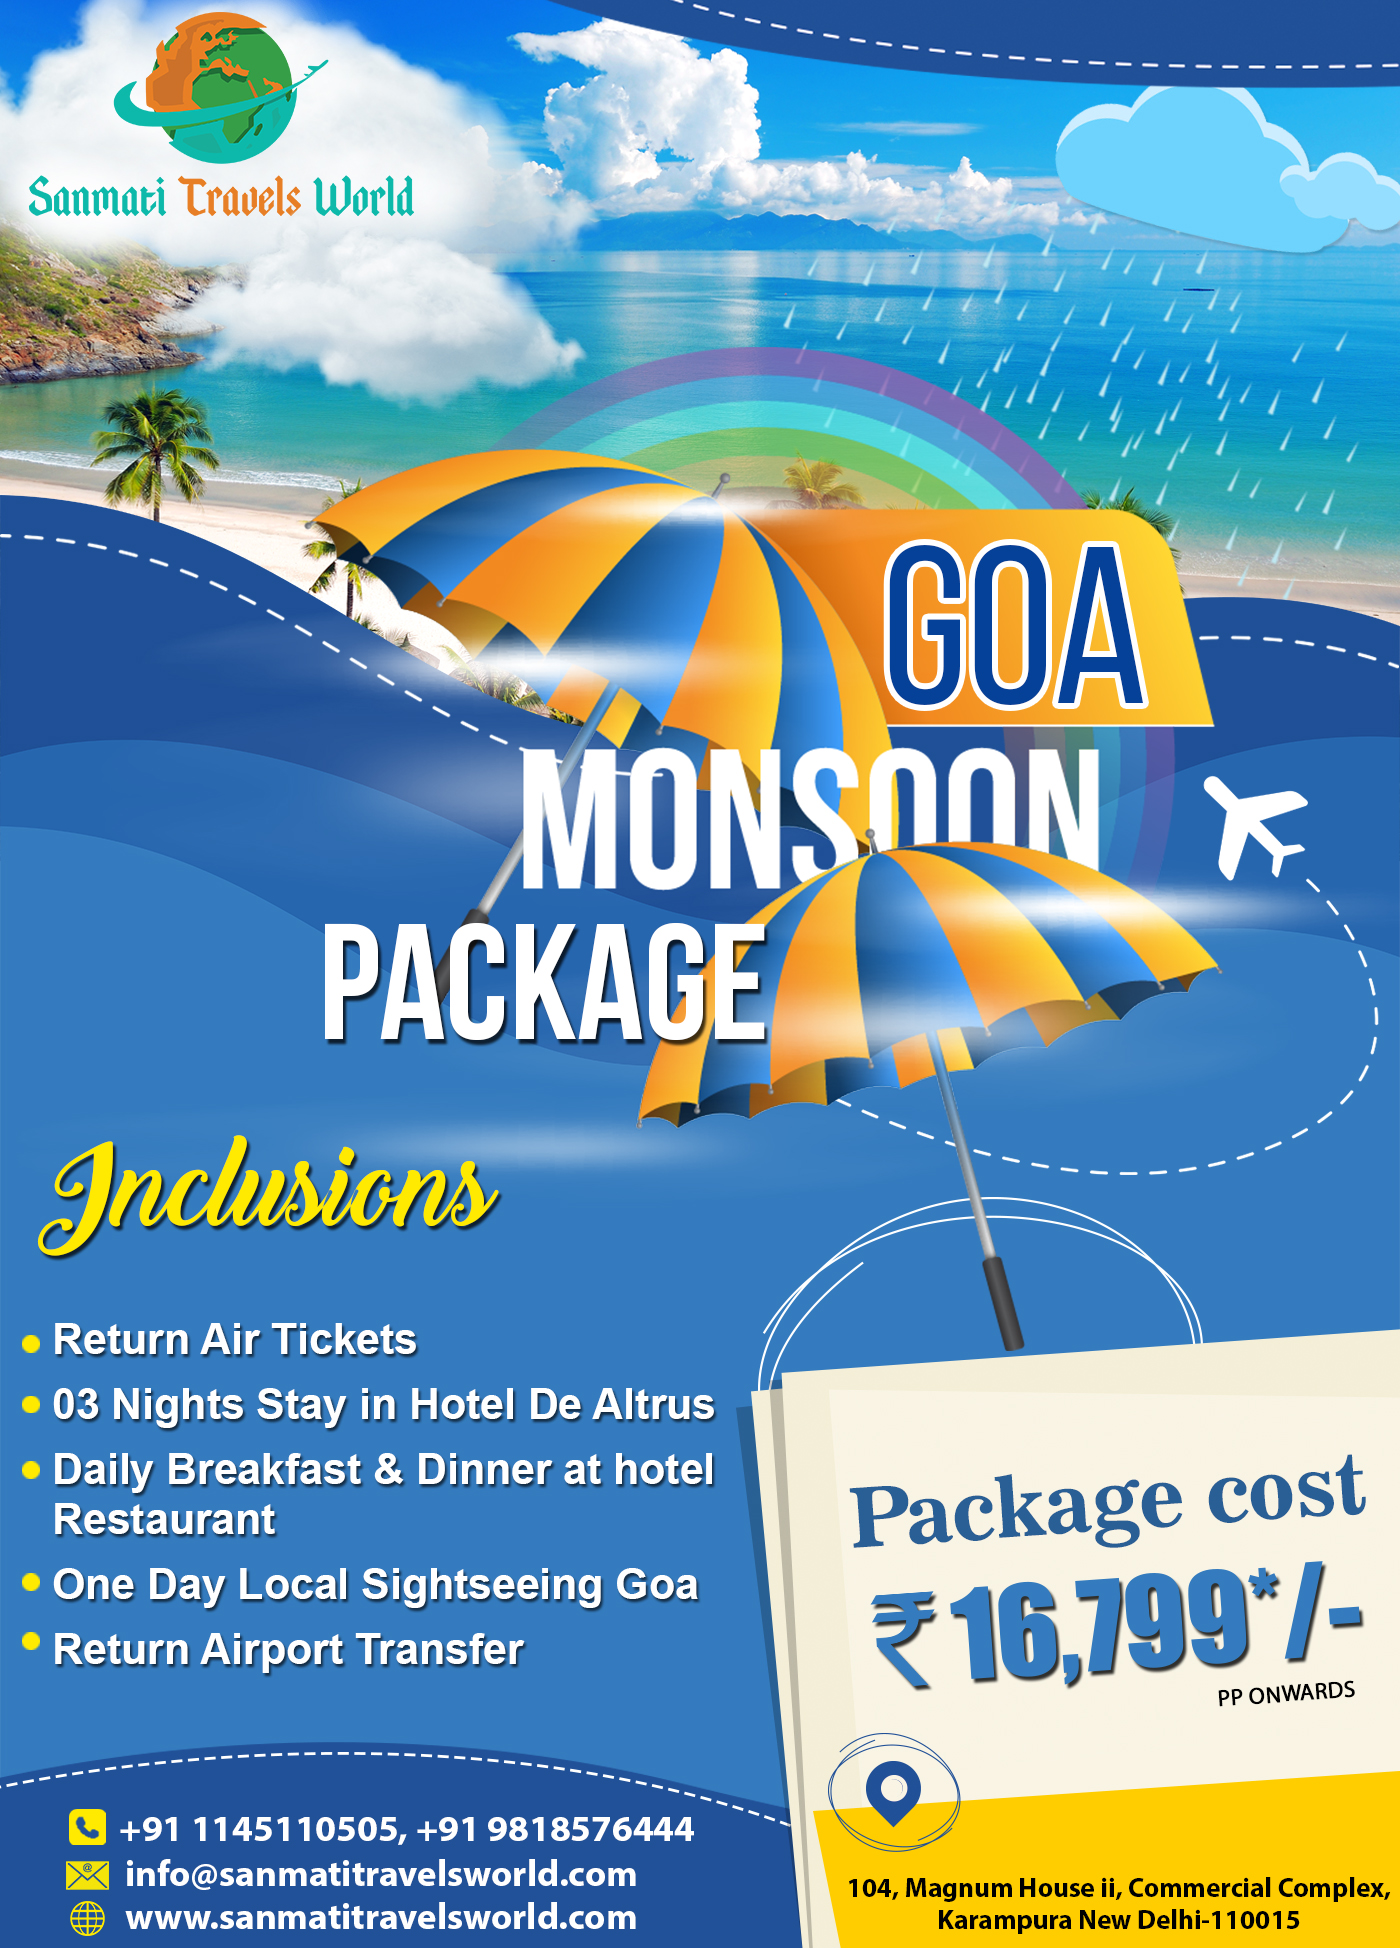 Sanmati Travels World
GOA
MONSOON
PACKAGE
Inclusions
Return Air Tickets
03 Nights Stay in Hotel De Altrus
Daily Breakfast & Dinner at hotel
Restaurant
One Day Local Sightseeing Goa
Return Airport Transfer
Package cost
₹ 16,799*/-
PP ONWARDS
+91 1145110505, +91 9818576444
info@sanmatitravelsworld.com
www.sanmatitravelsworld.com
104, Magnum House ii, Commercial Complex,
Karampura New Delhi-110015